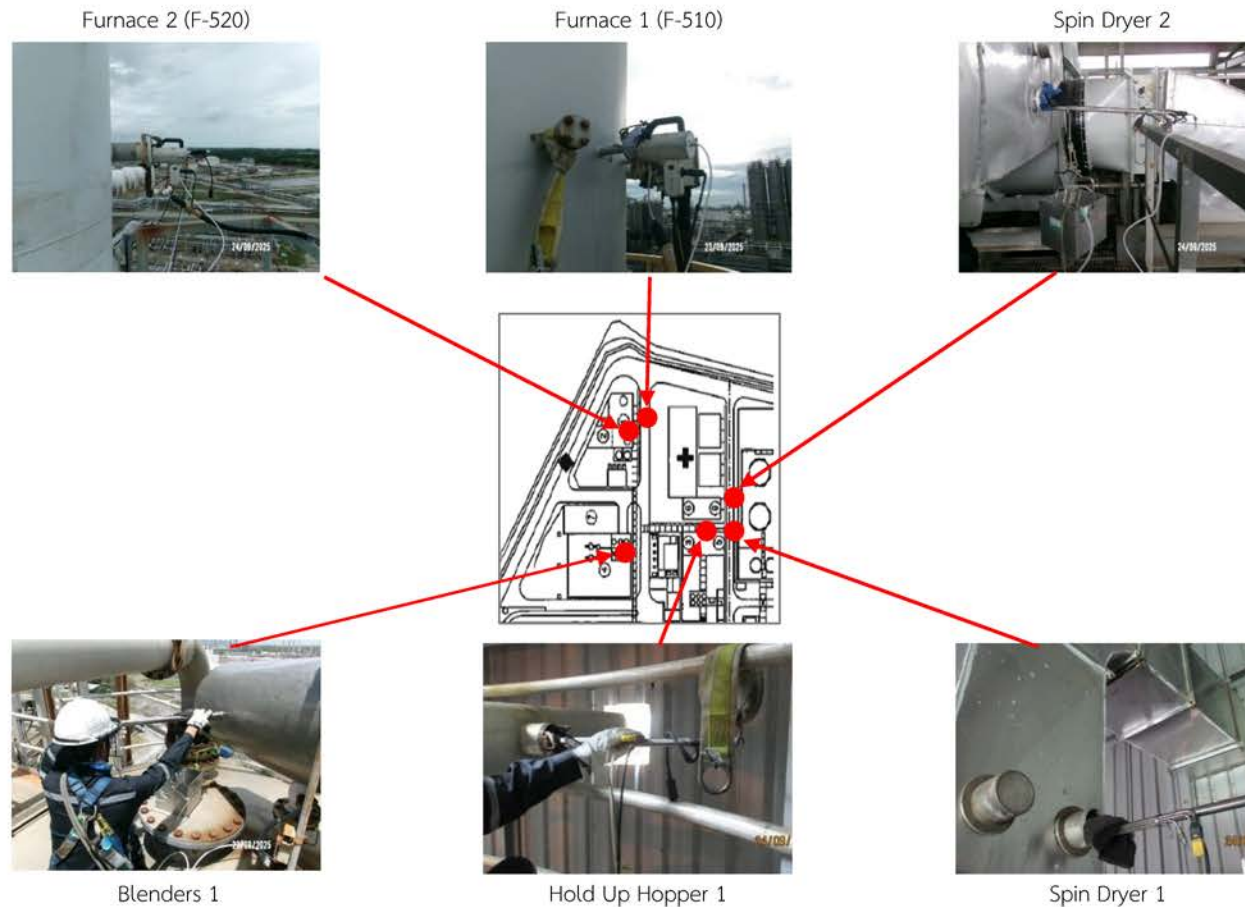 Furnace 2 (F-520)
Furnace 1 (F-510)
Spin Dryer 2
24/09/2025
23/09/2025
24/09/2025
Blenders 1
Hold Up Hopper 1
Spin Dryer 1